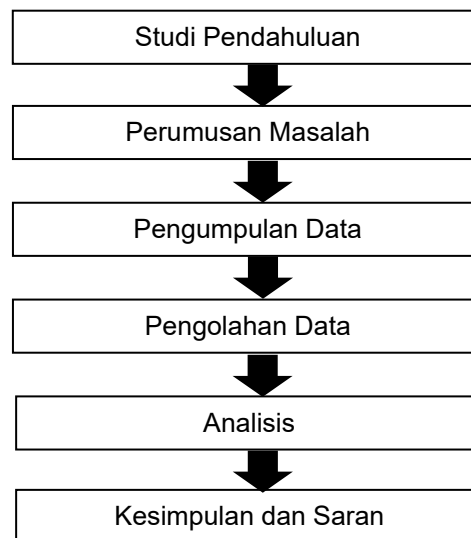 Studi Pendahuluan
Perumusan Masalah
Pengumpulan Data
Pengolahan Data
Analisis
Kesimpulan dan Saran